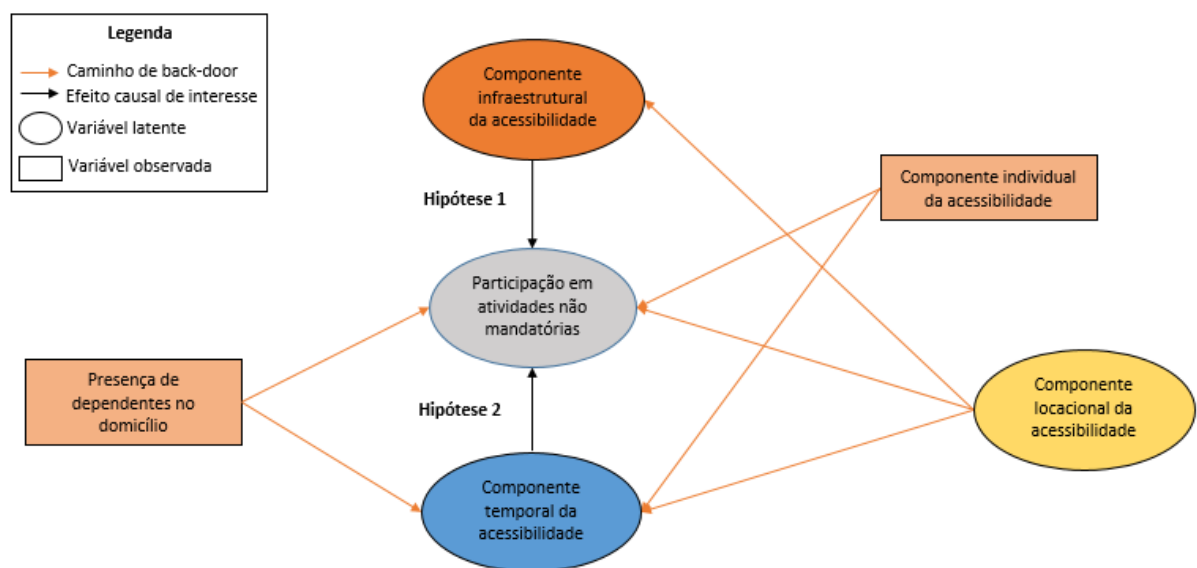 Legenda
Caminho de back-door
Efeito causal de interesse
Variável latente
Variável observada
Componente
infraestrutural
da acessibilidade
Hipótese 1
Componente individual
da acessibilidade
Participação em
atividades não
mandatórias
Presença de
dependentes no
domicílio
Hipótese 2
Componente
locacional da
acessibilidade
Componente
temporal da
acessibilidade